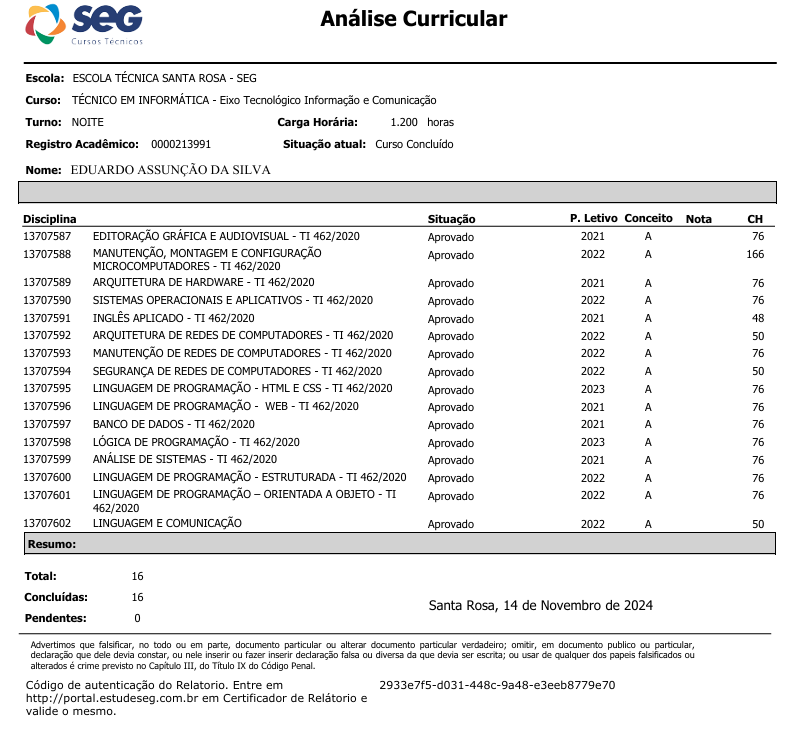 SEG
Cursos Técnicos
Análise Curricular
Escola: ESCOLA TÉCNICA SANTA ROSA - SEG
Curso: TÉCNICO EM INFORMÁTICA - Eixo Tecnológico Informação e Comunicação
Turno: NOITE Carga Horária: 1.200 horas
Registro Acadêmico: 0000213991 Situação atual: Curso Concluído
Nome: EDUARDO ASSUNÇÃO DA SILVA
Disciplina Situação P. Letivo Conceito Nota CH
13707587 EDITORAÇÃO GRÁFICA E AUDIOVISUAL - TI 462/2020 Aprovado 2021 A 76
13707588 MANUTENÇÃO, MONTAGEM E CONFIGURAÇÃO Aprovado 2022 A 166
MICROCOMPUTADORES - TI 462/2020
13707589 ARQUITETURA DE HARDWARE - TI 462/2020 Aprovado 2021 A 76
13707590 SISTEMAS OPERACIONAIS E APLICATIVOS - TI 462/2020 Aprovado 2022 A 76
13707591 INGLÊS APLICADO - TI 462/2020 Aprovado 2021 A 48
13707592 ARQUITETURA DE REDES DE COMPUTADORES - TI 462/2020 Aprovado 2022 A 50
13707593 MANUTENÇÃO DE REDES DE COMPUTADORES - TI 462/2020 Aprovado 2022 A 76
13707594 SEGURANÇA DE REDES DE COMPUTADORES - TI 462/2020 Aprovado 2022 A 50
13707595 LINGUAGEM DE PROGRAMAÇÃO - HTML E CSS - TI 462/2020 Aprovado 2023 A 76
13707596 LINGUAGEM DE PROGRAMAÇÃO - WEB - TI 462/2020 Aprovado 2021 A 76
13707597 BANCO DE DADOS - TI 462/2020 Aprovado 2021 A 76
13707598 LÓGICA DE PROGRAMAÇÃO - TI 462/2020 Aprovado 2023 A 76
13707599 ANÁLISE DE SISTEMAS - TI 462/2020 Aprovado 2021 A 76
13707600 LINGUAGEM DE PROGRAMAÇÃO - ESTRUTURADA - TI 462/2020 Aprovado 2022 A 76
13707601 LINGUAGEM DE PROGRAMAÇÃO – ORIENTADA A OBJETO - TI Aprovado 2022 A 76
462/2020
13707602 LINGUAGEM E COMUNICAÇÃO Aprovado 2022 A 50
Resumo:
Total: 16
Concluídas: 16
Pendentes: 0
Santa Rosa, 14 de Novembro de 2024
Advertimos que falsificar, no todo ou em parte, documento particular ou alterar documento particular verdadeiro; omitir, em documento publico ou particular,
declaração que dele devia constar, ou nele inserir ou fazer inserir declaração falsa ou diversa da que devia ser escrita; ou usar de qualquer dos papeis falsificados ou
alterados é crime previsto no Capítulo III, do Título IX do Código Penal.
Código de autenticação do Relatorio. Entre em 2933e7f5-d031-448c-9a48-e3eeb8779e70
http://portal.estudeseg.com.br em Certificador de Relátorio e
valide o mesmo.